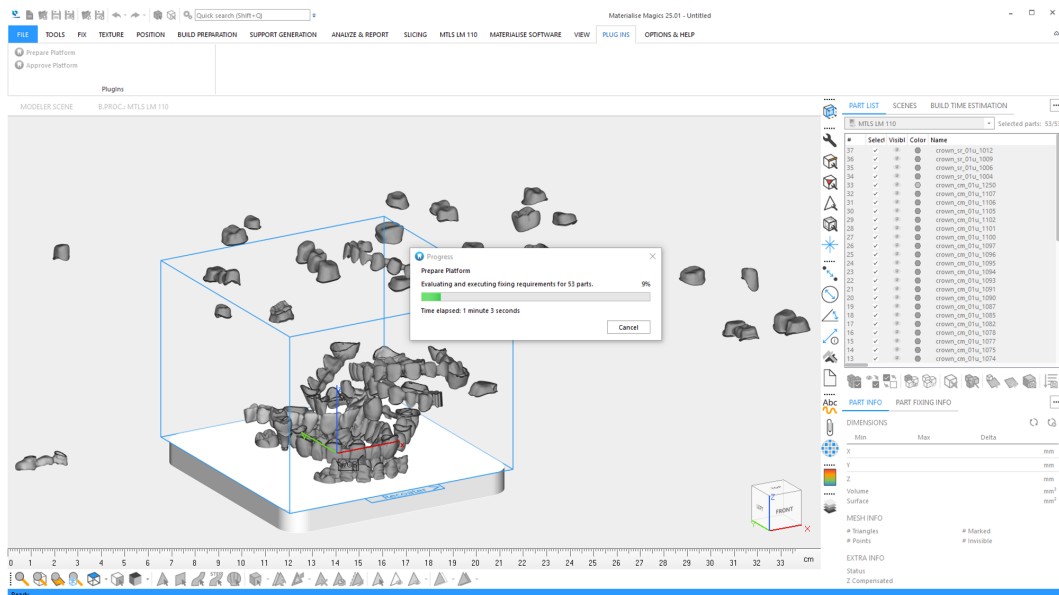 Quick search (Shift+Q)
Materialise Magics 25.01 - Untitled
FILE TOOLS FIX TEXTURE POSITION BUILD PREPARATION SUPPORT GENERATION ANALYZE & REPORT SLICING MTLS LM 110 MATERIALISE SOFTWARE VIEW PLUG INS OPTIONS & HELP
Prepare Platform
Approve Platform
PlugIns
MODELER SCENE B.PROC.: MTLS LM 110
PART LIST SCENES BUILD TIME ESTIMATION
MTLS LM 110 Selected parts: 53/53
# Select Visibl Color Name
37 crown_sr_01u_1012
36 crown_sr_01u_1009
35 crown_sr_01u_1006
34 crown_sr_01u_1004
33 crown_cm_01u_1250
32 crown_cm_01u_1107
31 crown_cm_01u_1106
30 crown_cm_01u_1105
29 crown_cm_01u_1102
28 crown_cm_01u_1101
27 crown_cm_01u_1100
26 crown_cm_01u_1097
25 crown_cm_01u_1096
24 crown_cm_01u_1095
23 crown_cm_01u_1094
22 crown_cm_01u_1093
21 crown_cm_01u_1091
20 crown_cm_01u_1090
19 crown_cm_01u_1087
18 crown_cm_01u_1085
17 crown_cm_01u_1082
16 crown_cm_01u_1078
15 crown_cm_01u_1077
14 crown_cm_01u_1075
13 crown_cm_01u_1074
Progress
Prepare Platform
Evaluating and executing fixing requirements for 53 parts. 9%
Time elapsed: 1 minute 3 seconds
Cancel
Abc
PART INFO PART FIXING INFO
DIMENSIONS
Min Max Delta
X mm
Y mm
Z mm
Volume mm³
Surface mm²
MESH INFO
# Triangles # Marked
# Points # Invisible
EXTRA INFO
Status
Z Compensated
Recoater
Z
FRONT
X
0 1 2 3 4 5 6 7 8 9 10 11 12 13 14 15 16 17 18 19 20 21 22 23 24 25 26 27 28 29 30 31 32 33 cm
Ready